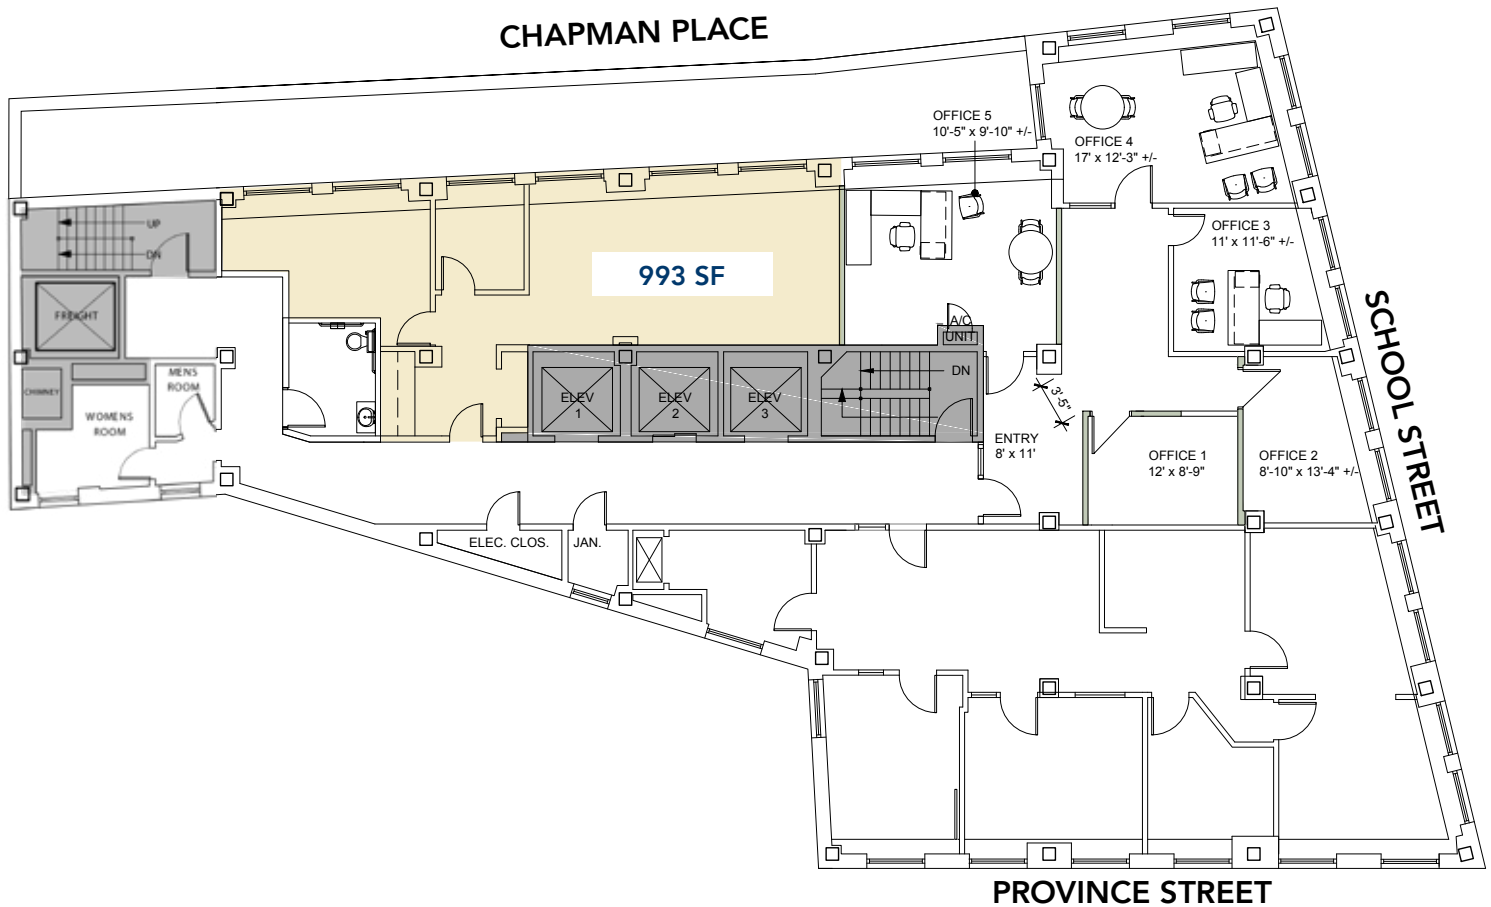 CHAPMAN PLACE
OFFICE 5
10'-5" x 9'-10" +/-
OFFICE 4
17' x 12'-3" +/-
UP
DN
OFFICE 3
11' x 11'-6" +/-
993 SF
FREIGHT
A/C
UNIT
SCHOOL STREET
MENS
ROOM
DN
CHIMNEY
ELEV
1
ELEV
2
ELEV
3
3'-5"
WOMENS
ROOM
ENTRY
8' x 11'
OFFICE 1
12' x 8'-9"
OFFICE 2
8'-10" x 13'-4" +/-
ELEC. CLOS.
JAN.
PROVINCE STREET